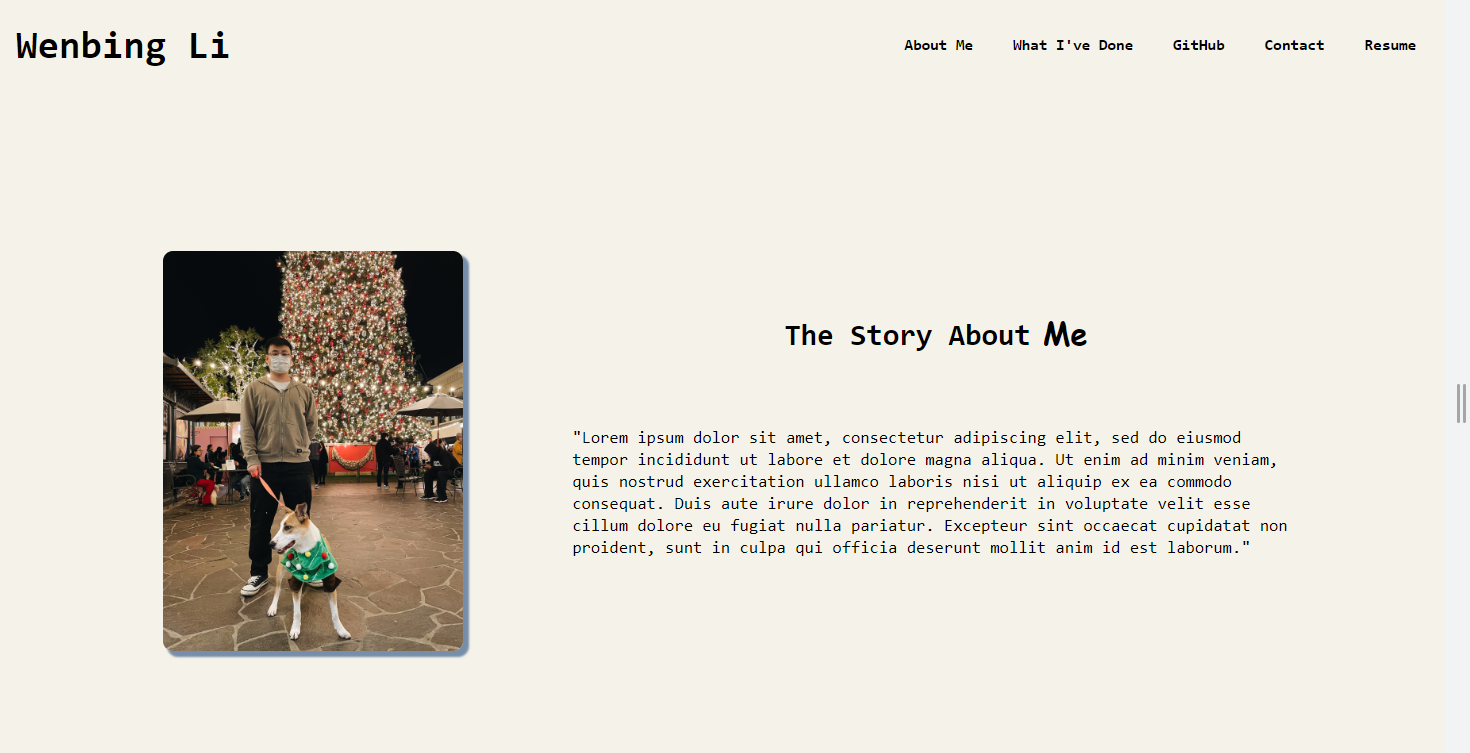 Wenbing Li
About Me What I've Done GitHub Contact Resume
The Story About Me
"Lorem ipsum dolor sit amet, consectetur adipiscing elit, sed do eiusmod
tempor incididunt ut labore et dolore magna aliqua. Ut enim ad minim veniam,
quis nostrud exercitation ullamco laboris nisi ut aliquip ex ea commodo
consequat. Duis aute irure dolor in reprehenderit in voluptate velit esse
cillum dolore eu fugiat nulla pariatur. Excepteur sint occaecat cupidatat non
proident, sunt in culpa qui officia deserunt mollit anim id est laborum."